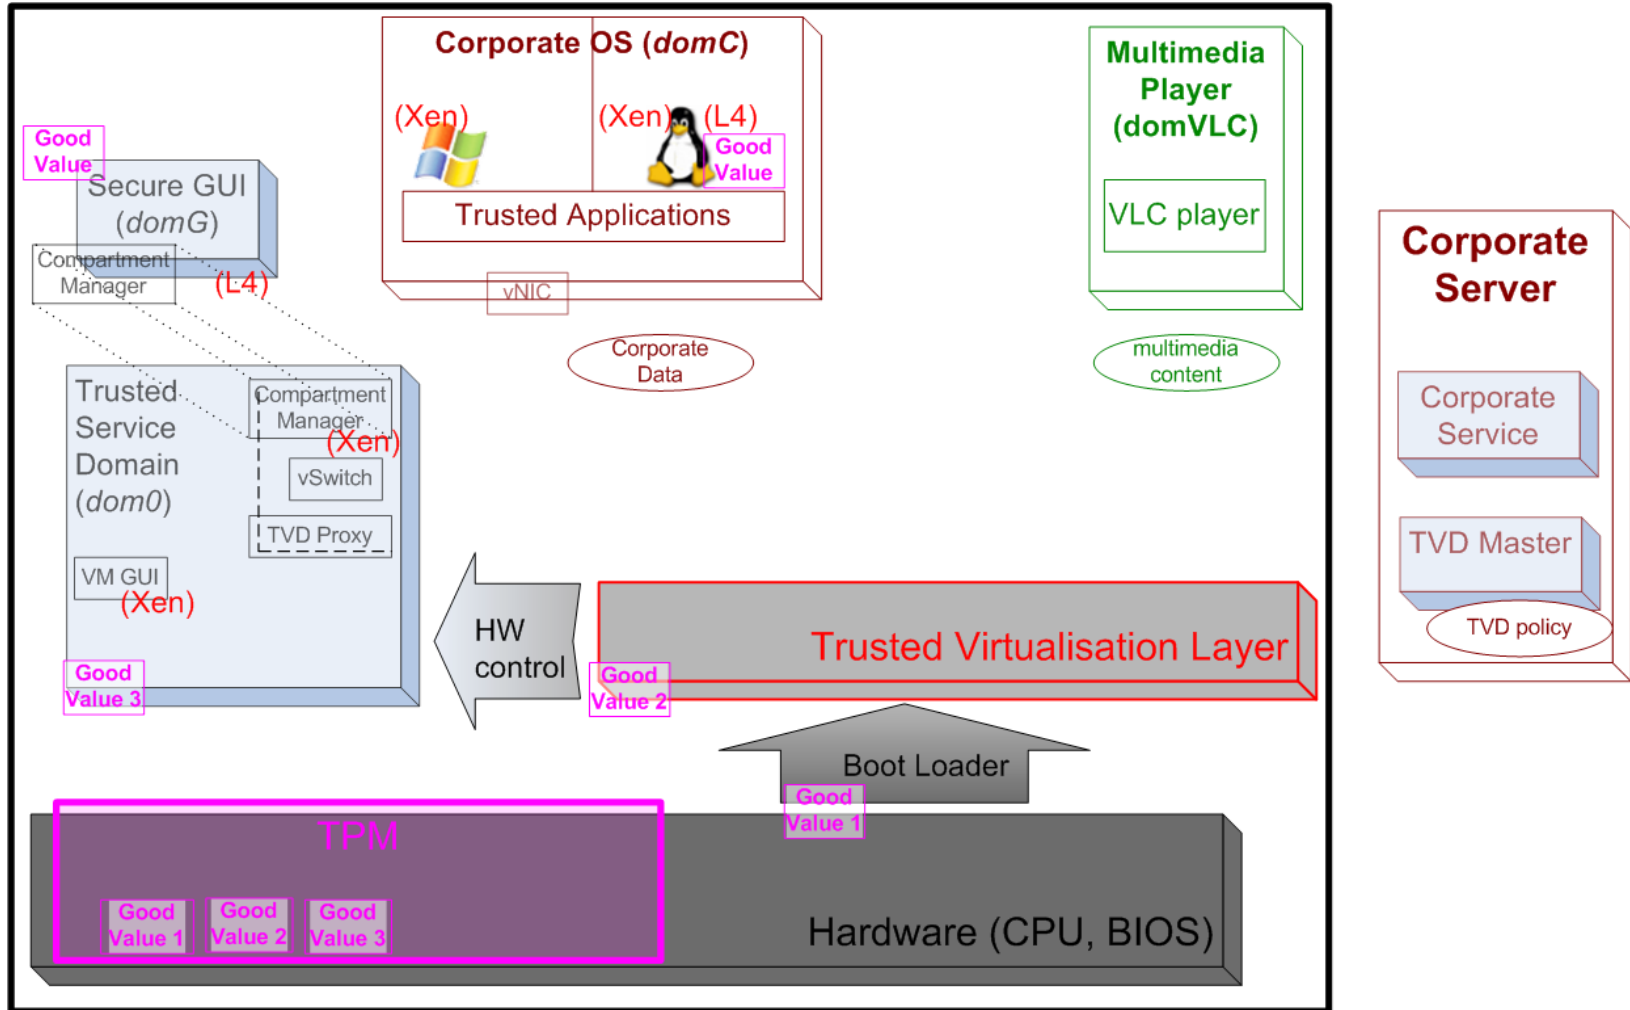 Corporate OS (domC)
(Xen)
(Xen)
(L4)
Good
Value
Trusted Applications
vNIC
Corporate
Data
Multimedia
Player
(domVLC)
VLC player
multimedia
content
Good
Value
Secure GUI
(domG)
Compartment
Manager
(L4)
Trusted
Service
Domain
(dom0)
Compartment
Manager
(Xen)
vSwitch
TVD Proxy
VM GUI
(Xen)
Good
Value 3
HW
control
Trusted Virtualisation Layer
Good
Value 2
Boot Loader
Good
Value 1
TPM
Good
Value 1
Good
Value 2
Good
Value 3
Hardware (CPU, BIOS)
Corporate
Server
Corporate
Service
TVD Master
TVD policy